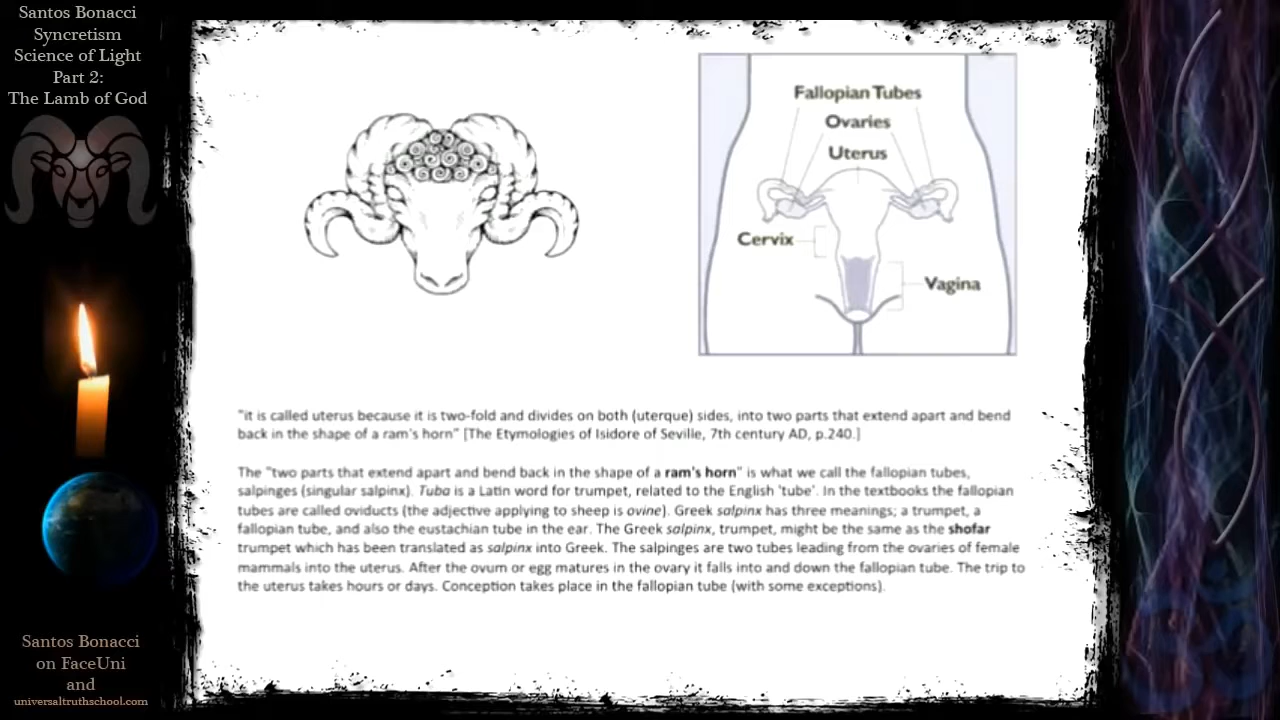 Santos Bonacci
Syncretism
Science of Light
Part 2:
The Lamb of God
Fallopian Tubes
Ovaries
Uterus
Cervix
Vagina
"it is called uterus because it is two-fold and divides on both (uterque) sides, into two parts that extend apart and bend
back in the shape of a ram's horn" [The Etymologies of Isidore of Seville, 7th century AD, p.240.]
The "two parts that extend apart and bend back in the shape of a ram's horn" is what we call the fallopian tubes,
salpinges (singular salpinx). Tuba is a Latin word for trumpet, related to the English 'tube'. In the textbooks the fallopian
tubes are called oviducts (the adjective applying to sheep is ovine). Greek salpinx has three meanings; a trumpet, a
fallopian tube, and also the eustachian tube in the ear. The Greek salpinx, trumpet, might be the same as the shofar
trumpet which has been translated as salpinx into Greek. The salpinges are two tubes leading from the ovaries of female
mammals into the uterus. After the ovum or egg matures in the ovary it falls into and down the fallopian tube. The trip to
the uterus takes hours or days. Conception takes place in the fallopian tube (with some exceptions).
Santos Bonacci
on FaceUni
and
universaltruthschool.com